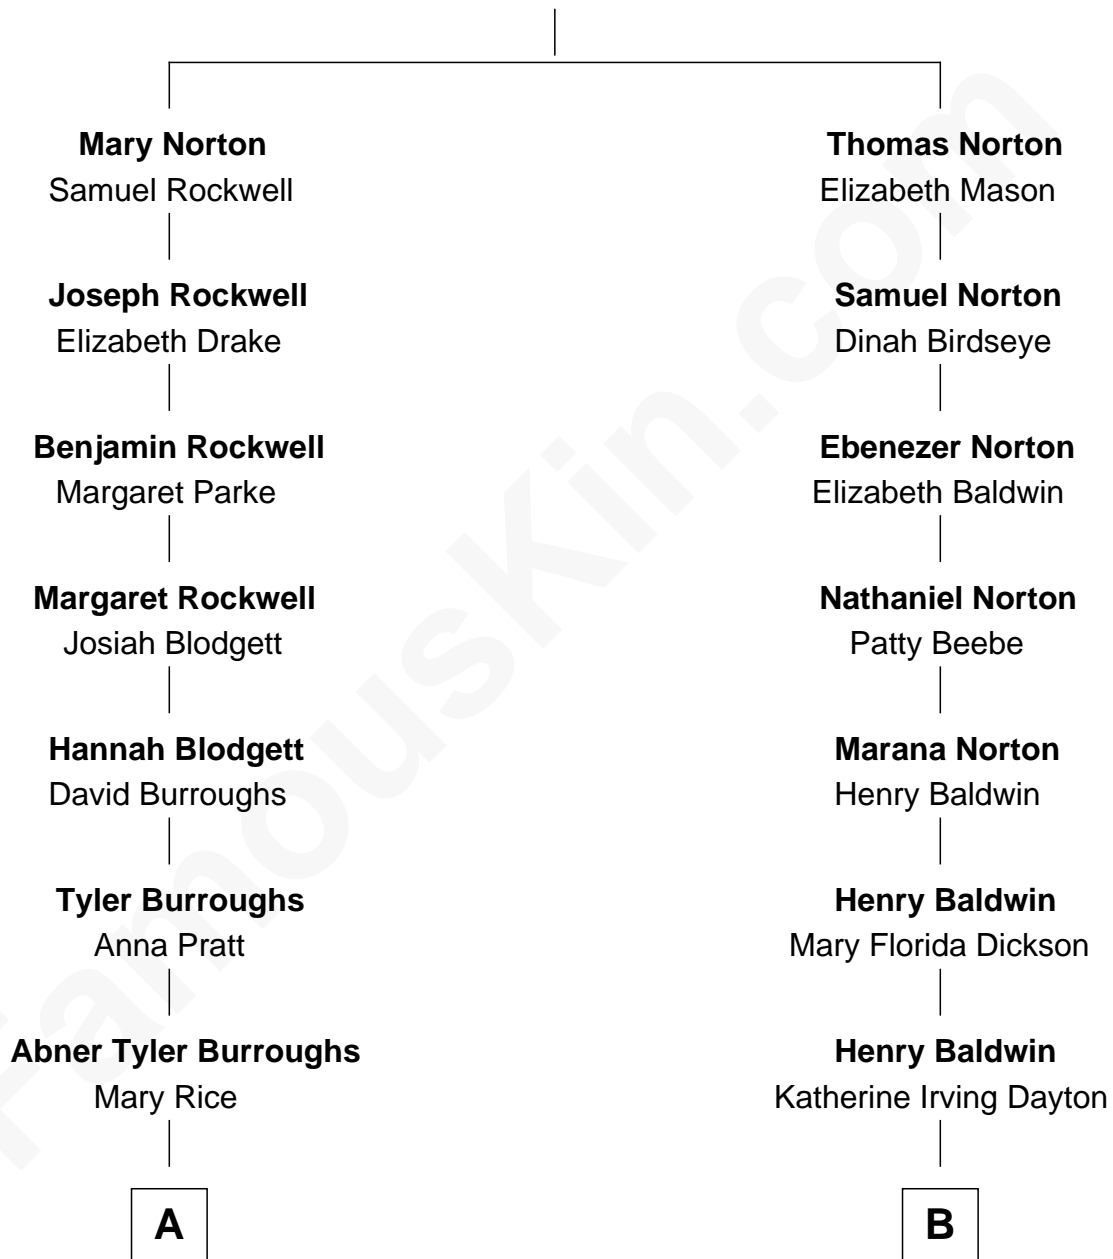 Mary Norton
Samuel Rockwell
Joseph Rockwell
Elizabeth Drake
Benjamin Rockwell
Margaret Parke
Margaret Rockwell
Josiah Blodgett
Hannah Blodgett
David Burroughs
Tyler Burroughs
Anna Pratt
Abner Tyler Burroughs
Mary Rice
A
Thomas Norton
Elizabeth Mason
Samuel Norton
Dinah Birdseye
Ebenezer Norton
Elizabeth Baldwin
Nathaniel Norton
Patty Beebe
Marana Norton
Henry Baldwin
Henry Baldwin
Mary Florida Dickson
Henry Baldwin
Katherine Irving Dayton
B
FamousKin.com